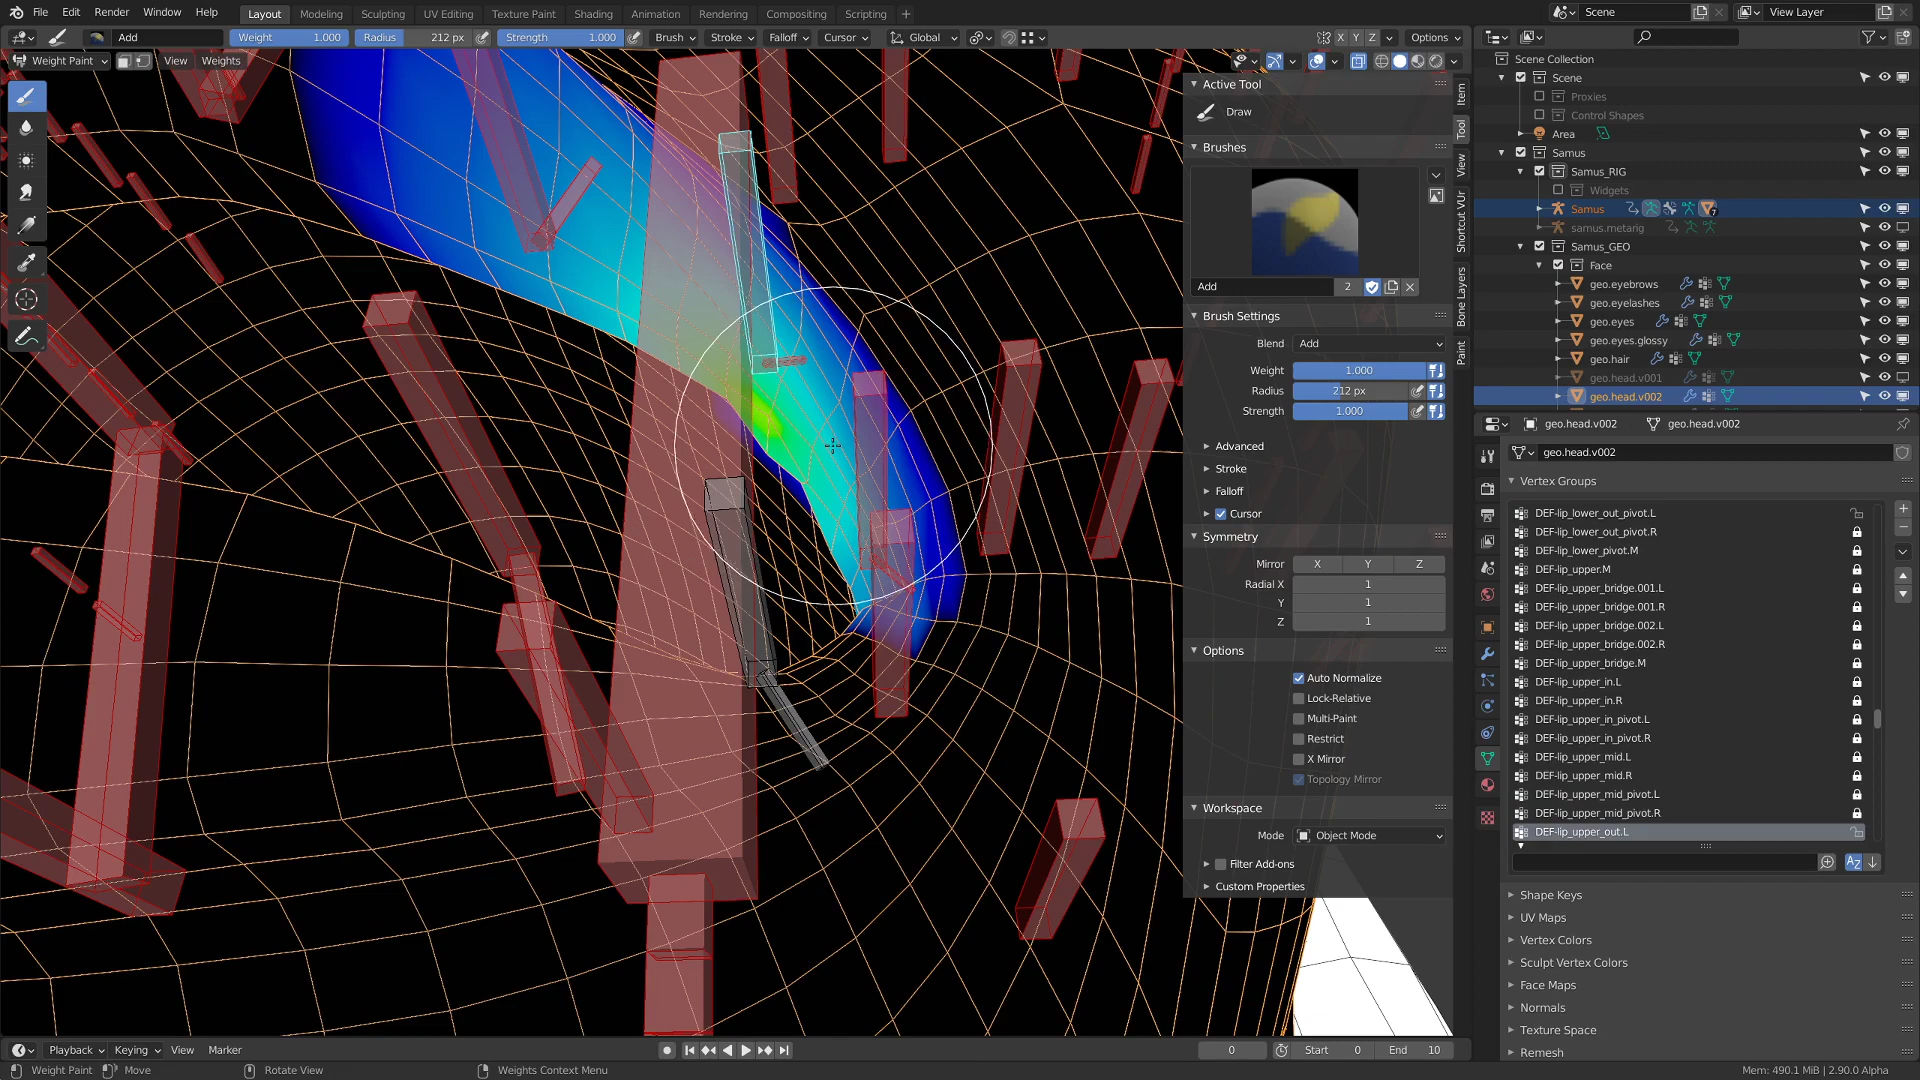 File Edit Render Window Help Layout Modeling Sculpting UV Editing Texture Paint Shading Animation Rendering Compositing Scripting + Scene View Layer
Add Weight 1.000 Radius 212 px Strength 1.000 Brush Stroke Falloff Cursor Global X Y Z Options
Weight Paint View Weights
Active Tool
Draw
Brushes
Add 2
Brush Settings
Blend Add
Weight 1.000
Radius 212 px
Strength 1.000
Advanced
Stroke
Falloff
Cursor
Symmetry
Mirror X Y Z
Radial X 1
Y 1
Z 1
Options
Auto Normalize
Lock-Relative
Multi-Paint
Restrict
X Mirror
Topology Mirror
Workspace
Mode Object Mode
Filter Add-ons
Custom Properties
Item
Tool
View
Shortcut VUr
Bone Layers
Paint
Scene Collection
Scene
Proxies
Control Shapes
Area
Samus
Samus_RIG
Widgets
Samus
samus.metarig
Samus_GEO
Face
geo.eyebrows
geo.eyelashes
geo.eyes
geo.eyes.glossy
geo.hair
geo.head.v001
geo.head.v002
geo.head.v002 geo.head.v002
geo.head.v002
Vertex Groups
DEF-lip_lower_out_pivot.L
DEF-lip_lower_out_pivot.R
DEF-lip_lower_pivot.M
DEF-lip_upper.M
DEF-lip_upper_bridge.001.L
DEF-lip_upper_bridge.001.R
DEF-lip_upper_bridge.002.L
DEF-lip_upper_bridge.002.R
DEF-lip_upper_bridge.M
DEF-lip_upper_in.L
DEF-lip_upper_in.R
DEF-lip_upper_in_pivot.L
DEF-lip_upper_in_pivot.R
DEF-lip_upper_mid.L
DEF-lip_upper_mid.R
DEF-lip_upper_mid_pivot.L
DEF-lip_upper_mid_pivot.R
DEF-lip_upper_out.L
Shape Keys
UV Maps
Vertex Colors
Sculpt Vertex Colors
Face Maps
Normals
Texture Space
Remesh
Playback Keying View Marker 0 Start 0 End 10
Weight Paint Move Rotate View Weights Context Menu Mem: 490.1 MiB | 2.90.0 Alpha